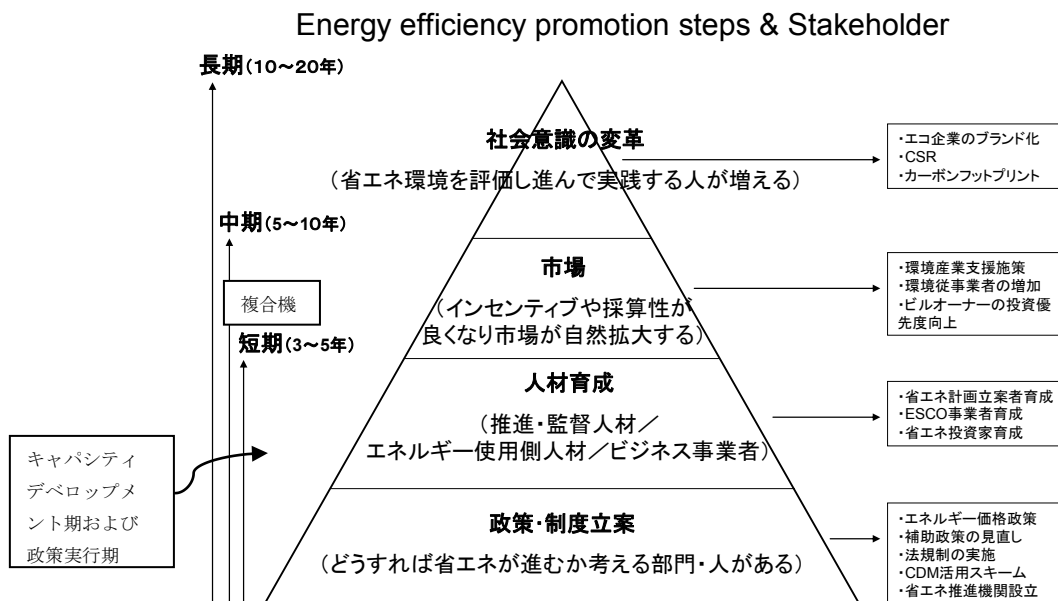 Energy efficiency promotion steps & Stakeholder
長期(10～20年)
社会意識の変革
(省エネ環境を評価し進んで実践する人が増える)
・エコ企業のブランド化
・CSR
・カーボンフットプリント
中期(5～10年)
市場
(インセンティブや採算性が
良くなり市場が自然拡大する)
・環境産業支援施策
・環境従事者の増加
・ビルオーナーの投資優
先度向上
複合機
短期(3～5年)
人材育成
(推進・監督人材／
エネルギー使用側人材／ビジネス事業者)
・省エネ計画立案者育成
・ESCO事業者育成
・省エネ投資家育成
キャパシティ
デベロップメ
ント期および
政策実行期
政策・制度立案
(どうすれば省エネが進むか考える部門・人がある)
・エネルギー価格政策
・補助政策の見直し
・法規制の実施
・CDM活用スキーム
・省エネ推進機関設立